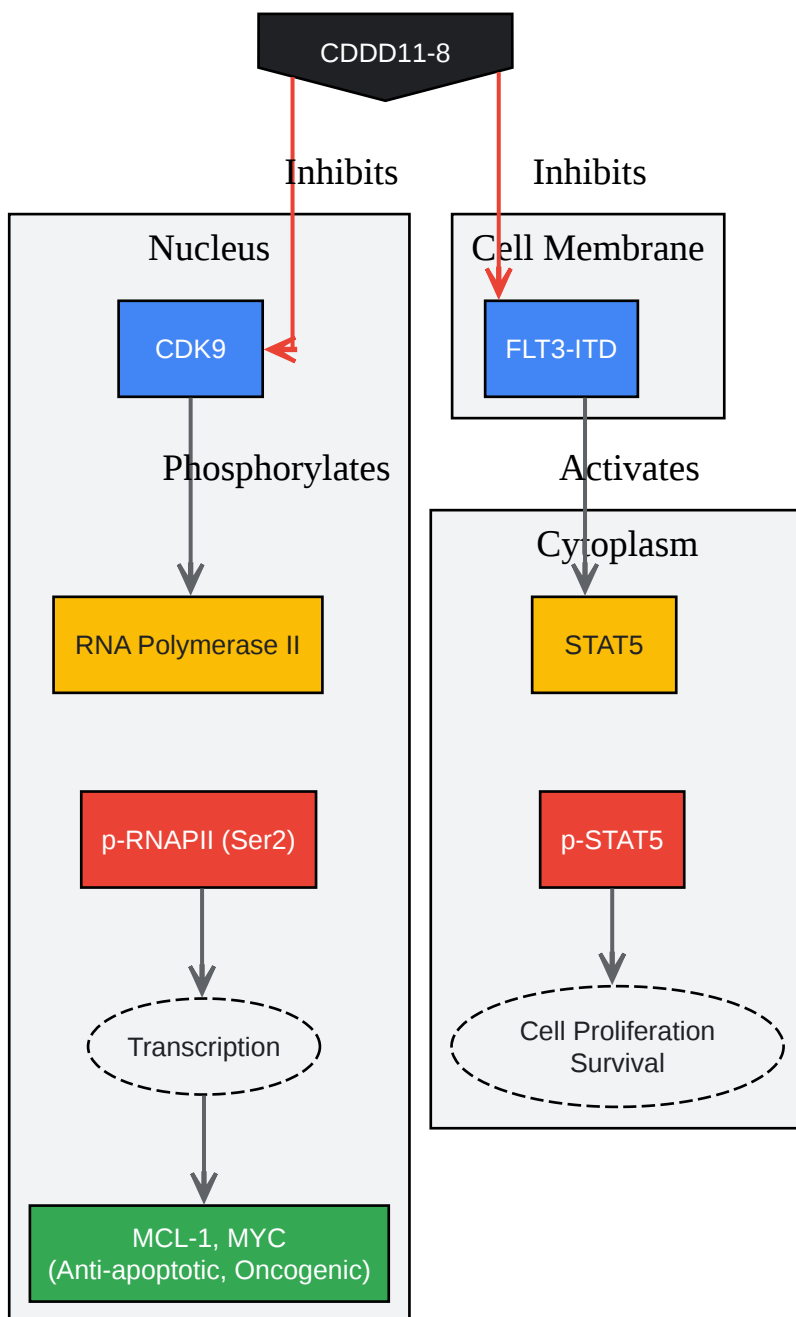 CDDD11-8
Inhibits
Inhibits
Nucleus
Cell Membrane
CDK9
FLT3-ITD
Phosphorylates
Activates
Cytoplasm
RNA Polymerase II
STAT5
p-RNAPII (Ser2)
p-STAT5
Transcription
Cell Proliferation
Survival
MCL-1, MYC
(Anti-apoptotic, Oncogenic)